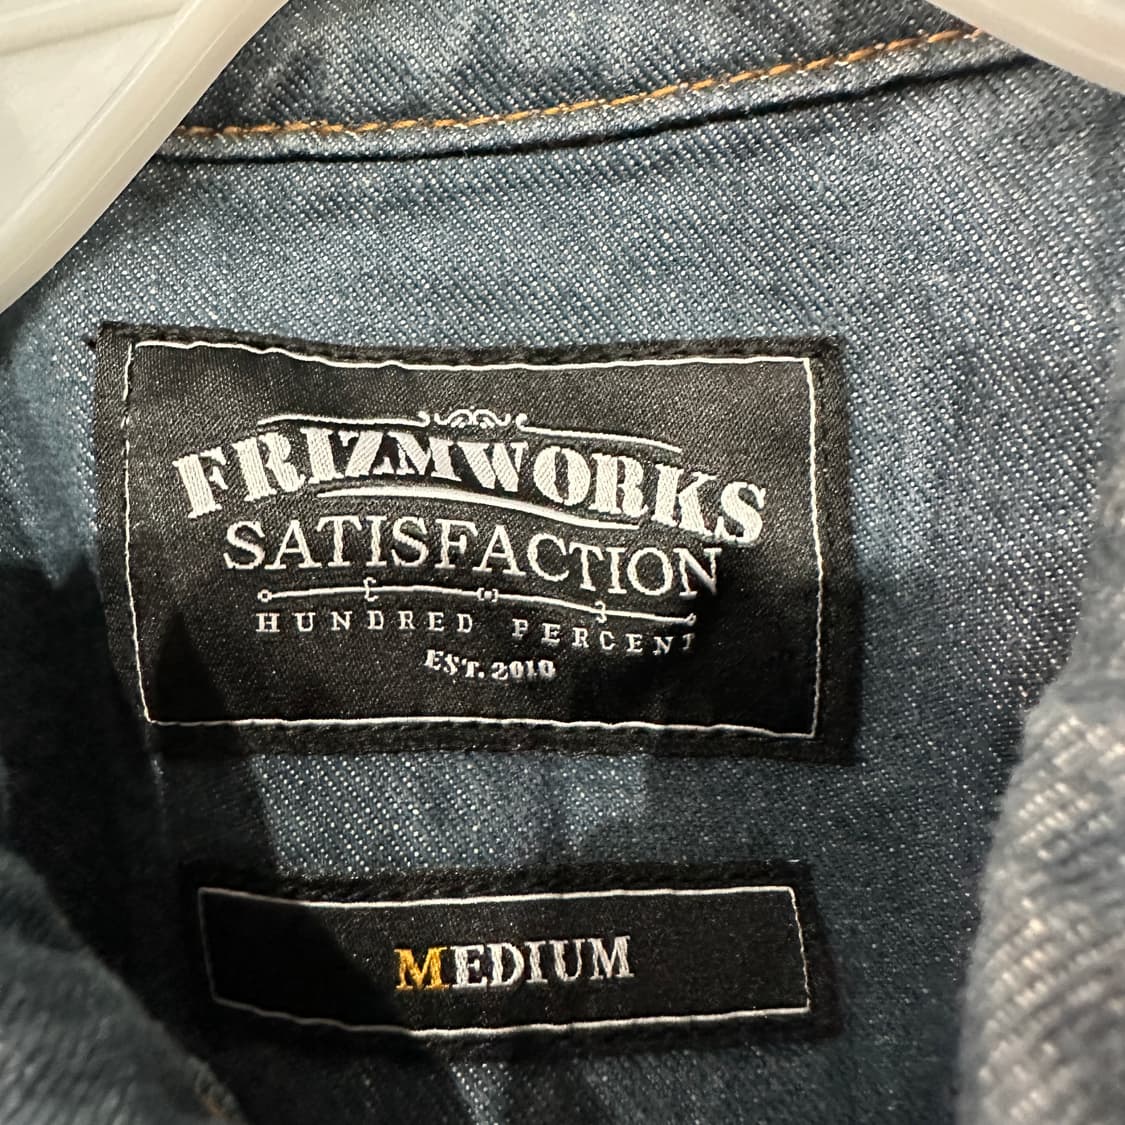 FRIZMWORKS
SATISFACTION
HUNDRED PERCENT
EST. 2010
MEDIUM